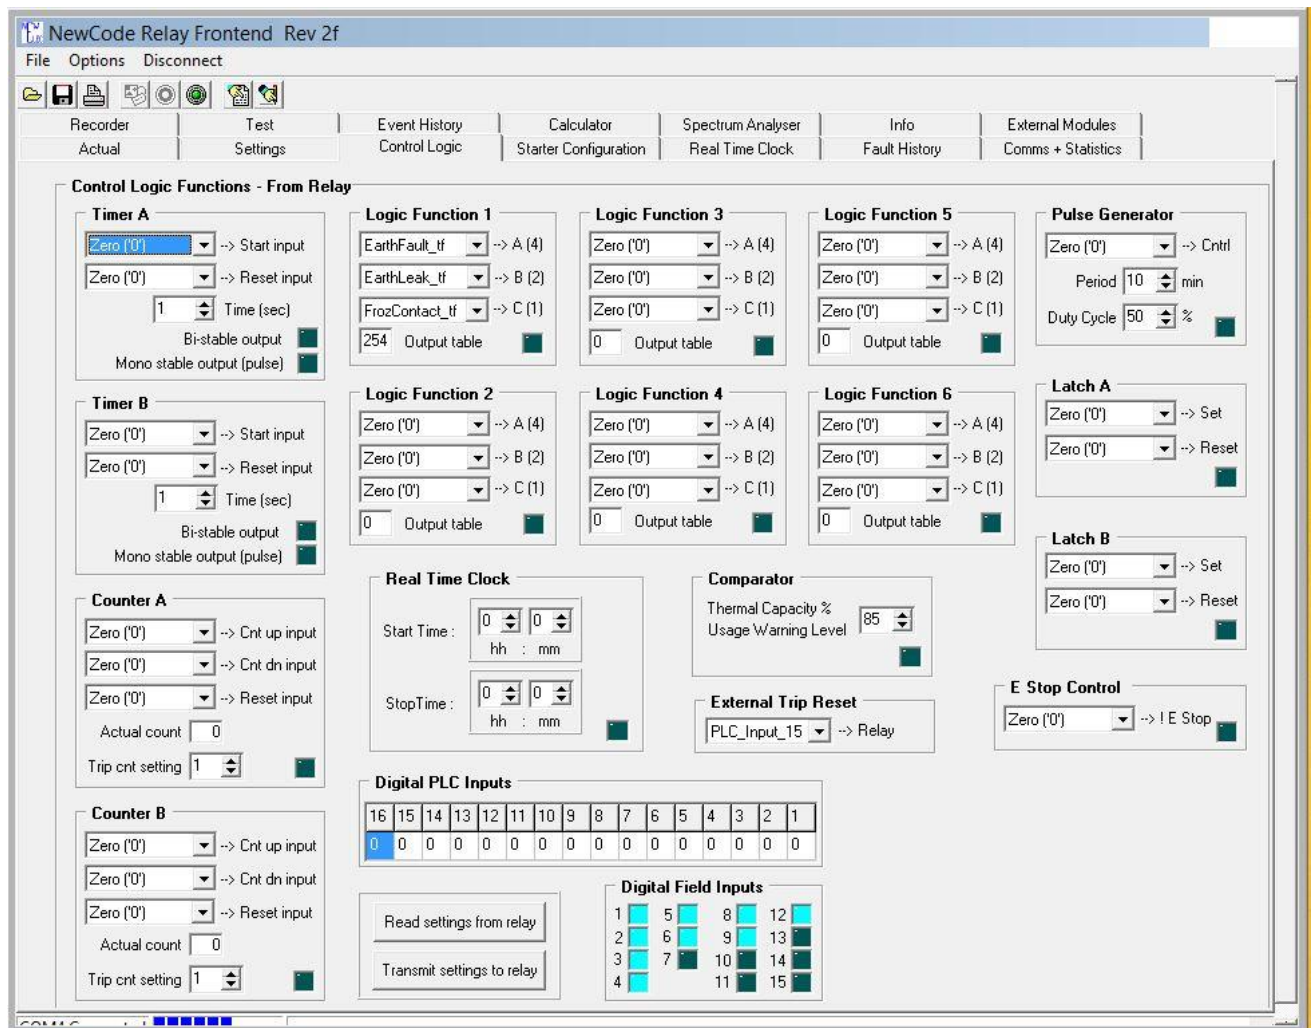 NewCode Relay Frontend Rev 2f
File Options Disconnect
Recorder Test Event History Calculator Spectrum Analyser Info External Modules
Actual Settings Control Logic Starter Configuration Real Time Clock Fault History Comms + Statistics
Control Logic Functions - From Relay
Timer A
Zero ('0') --> Start input
Zero ('0') --> Reset input
1 Time (sec)
Bi-stable output
Mono stable output (pulse)
Logic Function 1
EarthFault_tf --> A (4)
EarthLeak_tf --> B (2)
FrozContact_tf --> C (1)
254 Output table
Logic Function 3
Zero ('0') --> A (4)
Zero ('0') --> B (2)
Zero ('0') --> C (1)
0 Output table
Logic Function 5
Zero ('0') --> A (4)
Zero ('0') --> B (2)
Zero ('0') --> C (1)
0 Output table
Pulse Generator
Zero ('0') --> Cntrl
Period 10 min
Duty Cycle 50 %
Timer B
Zero ('0') --> Start input
Zero ('0') --> Reset input
1 Time (sec)
Bi-stable output
Mono stable output (pulse)
Logic Function 2
Zero ('0') --> A (4)
Zero ('0') --> B (2)
Zero ('0') --> C (1)
0 Output table
Logic Function 4
Zero ('0') --> A (4)
Zero ('0') --> B (2)
Zero ('0') --> C (1)
0 Output table
Logic Function 6
Zero ('0') --> A (4)
Zero ('0') --> B (2)
Zero ('0') --> C (1)
0 Output table
Latch A
Zero ('0') --> Set
Zero ('0') --> Reset
Latch B
Zero ('0') --> Set
Zero ('0') --> Reset
Counter A
Zero ('0') --> Cnt up input
Zero ('0') --> Cnt dn input
Zero ('0') --> Reset input
Actual count 0
Trip cnt setting 1
Real Time Clock
Start Time : 0 0
hh : mm
StopTime : 0 0
hh : mm
Comparator
Thermal Capacity %
Usage Warning Level 85
External Trip Reset
PLC_Input_15 --> Relay
E Stop Control
Zero ('0') --> ! E Stop
Counter B
Zero ('0') --> Cnt up input
Zero ('0') --> Cnt dn input
Zero ('0') --> Reset input
Actual count 0
Trip cnt setting 1
Digital PLC Inputs
16 15 14 13 12 11 10 9 8 7 6 5 4 3 2 1
0 0 0 0 0 0 0 0 0 0 0 0 0 0 0 0
Read settings from relay
Transmit settings to relay
Digital Field Inputs
1 5 8 12
2 6 9 13
3 7 10 14
4 11 15